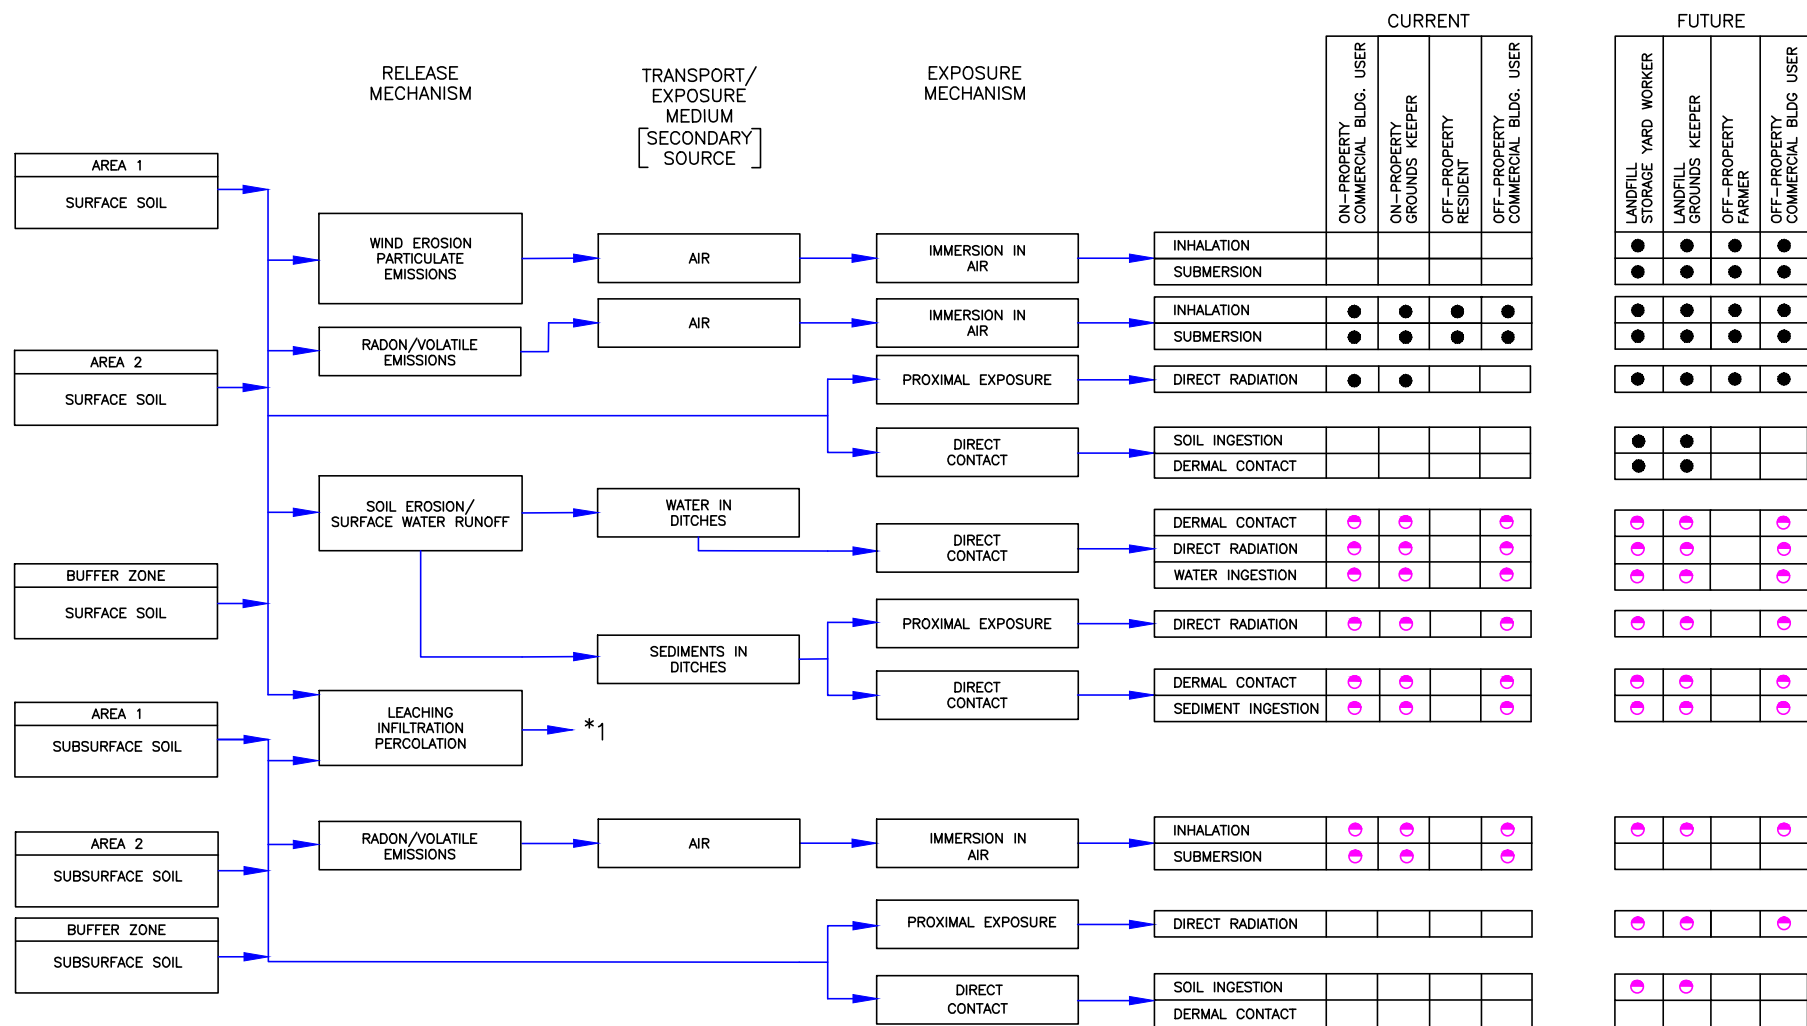 CURRENT
FUTURE
RELEASE
MECHANISM
TRANSPORT/
EXPOSURE
MEDIUM
SECONDARY
SOURCE
EXPOSURE
MECHANISM
ON-PROPERTY
COMMERCIAL BLDG. USER
ON-PROPERTY
GROUNDS KEEPER
OFF-PROPERTY
RESIDENT
OFF-PROPERTY
COMMERCIAL BLDG. USER
LANDFILL
STORAGE YARD WORKER
LANDFILL
GROUNDS KEEPER
OFF-PROPERTY
FARMER
OFF-PROPERTY
COMMERCIAL BLDG USER
AREA 1
SURFACE SOIL
WIND EROSION
PARTICULATE
EMISSIONS
AIR
IMMERSION IN
AIR
INHALATION
SUBMERSION
RADON/VOLATILE
EMISSIONS
AIR
IMMERSION IN
AIR
INHALATION
SUBMERSION
AREA 2
SURFACE SOIL
PROXIMAL EXPOSURE
DIRECT RADIATION
DIRECT
CONTACT
SOIL INGESTION
DERMAL CONTACT
SOIL EROSION/
SURFACE WATER RUNOFF
WATER IN
DITCHES
DIRECT
CONTACT
DERMAL CONTACT
DIRECT RADIATION
WATER INGESTION
BUFFER ZONE
SURFACE SOIL
SEDIMENTS IN
DITCHES
PROXIMAL EXPOSURE
DIRECT RADIATION
DIRECT
CONTACT
DERMAL CONTACT
SEDIMENT INGESTION
AREA 1
SUBSURFACE SOIL
LEACHING
INFILTRATION
PERCOLATION
*1
AREA 2
SUBSURFACE SOIL
RADON/VOLATILE
EMISSIONS
AIR
IMMERSION IN
AIR
INHALATION
SUBMERSION
BUFFER ZONE
SUBSURFACE SOIL
PROXIMAL EXPOSURE
DIRECT RADIATION
DIRECT
CONTACT
SOIL INGESTION
DERMAL CONTACT